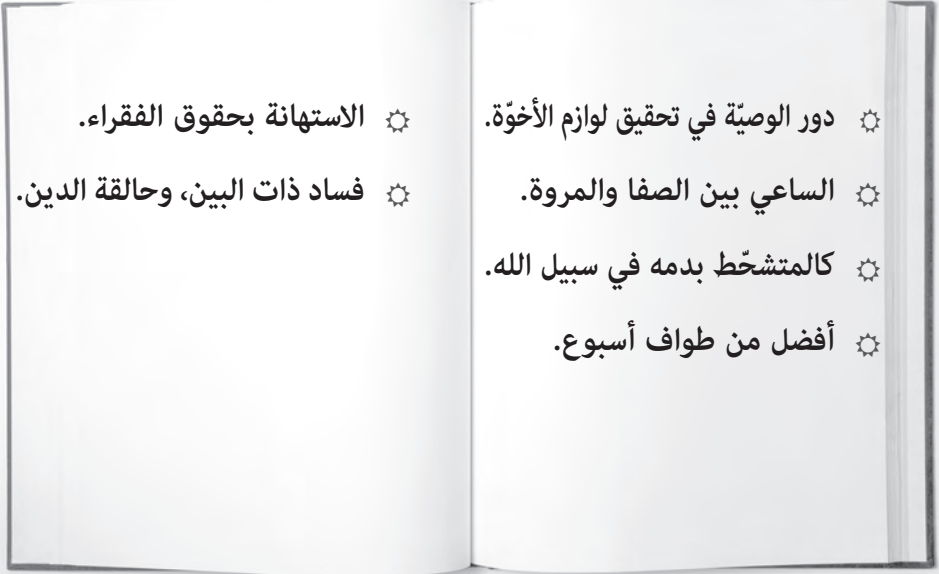 دور الوصيّة في تحقيق لوازم الأخوّة.
الساعي بين الصفا والمروة.
كالمتشحّط بدمه في سبيل الله.
أفضل من طواف أسبوع.
الاستهانة بحقوق الفقراء.
فساد ذات البين، وحالقة الدين.